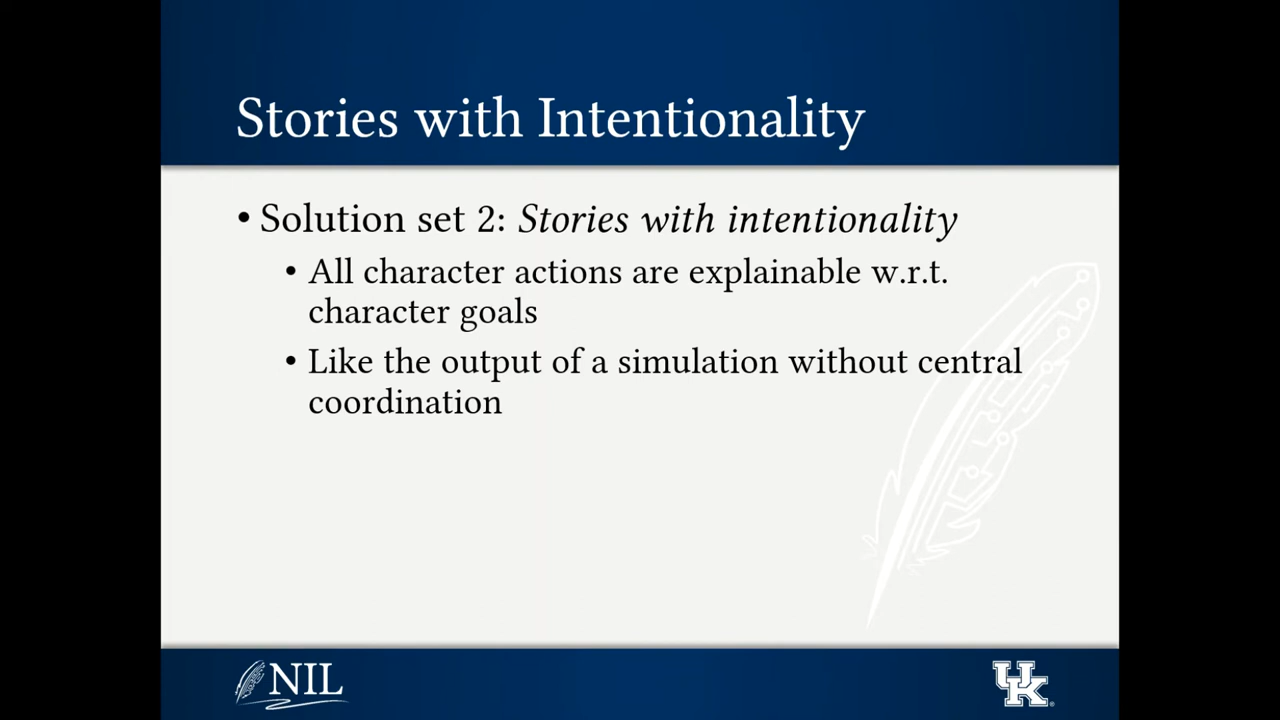 Stories with Intentionality
• Solution set 2: Stories with intentionality
• All character actions are explainable w.r.t.
character goals
• Like the output of a simulation without central
coordination
NIL
UK